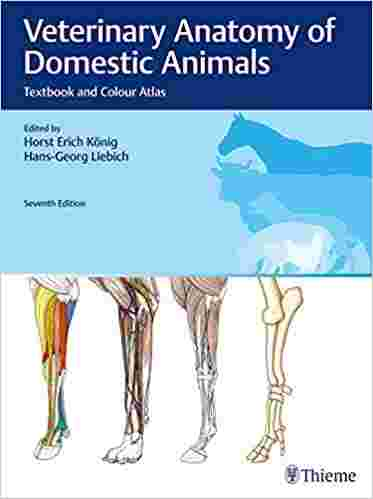 Veterinary Anatomy of
Domestic Animals
Textbook and Colour Atlas
Edited by
Horst Erich König
Hans-Georg Liebich
Seventh Edition
Thieme